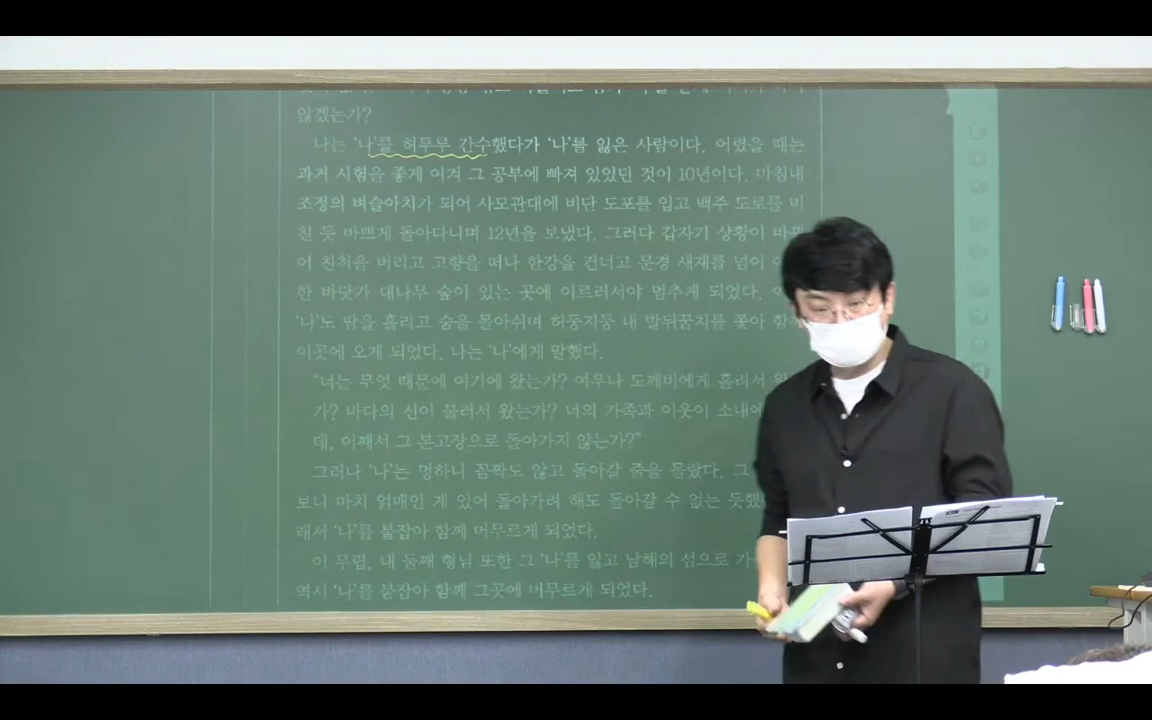 않겠는가?
나는 ‘나’를 허투루 간수했다가 ‘나’를 잃은 사람이다. 어렸을 때는
과거 시험을 좋게 여겨 그 공부에 빠져 있었던 것이 10년이다. 마침내
조정의 벼슬아치가 되어 사모관대에 비단 도포를 입고 백주 도로를 미
친 듯 바쁘게 돌아다니며 12년을 보냈다. 그러다 갑자기 상황이 바뀌
어 친척을 버리고 고향을 떠나 한강을 건너고 문경 새재를 넘어
한 바닷가 대나무 숲이 있는 곳에 이르러서야 멈추게 되었다.
‘나’도 땀을 흘리고 숨을 몰아쉬며 허둥지둥 내 발뒤꿈치를 쫓아 함께
이곳에 오게 되었다. 나는 ‘나’에게 말했다.
“너는 무엇 때문에 여기에 왔는가? 여우나 도깨비에게 홀려서
가? 바다의 신이 불러서 왔는가? 너의 가족과 이웃이 소내에
데, 어째서 그 본고장으로 돌아가지 않는가?”
그러나 ‘나’는 멍하니 꼼짝도 않고 돌아갈 줄을 몰랐다. 그
보니 마치 얽매인 게 있어 돌아가려 해도 돌아갈 수 없는 듯했
래서 ‘나’를 붙잡아 함께 머무르게 되었다.
이 무렵, 내 둘째 형님 또한 그 ‘나’를 잃고 남해의 섬으로
역시 ‘나’를 붙잡아 함께 그곳에 머무르게 되었다.